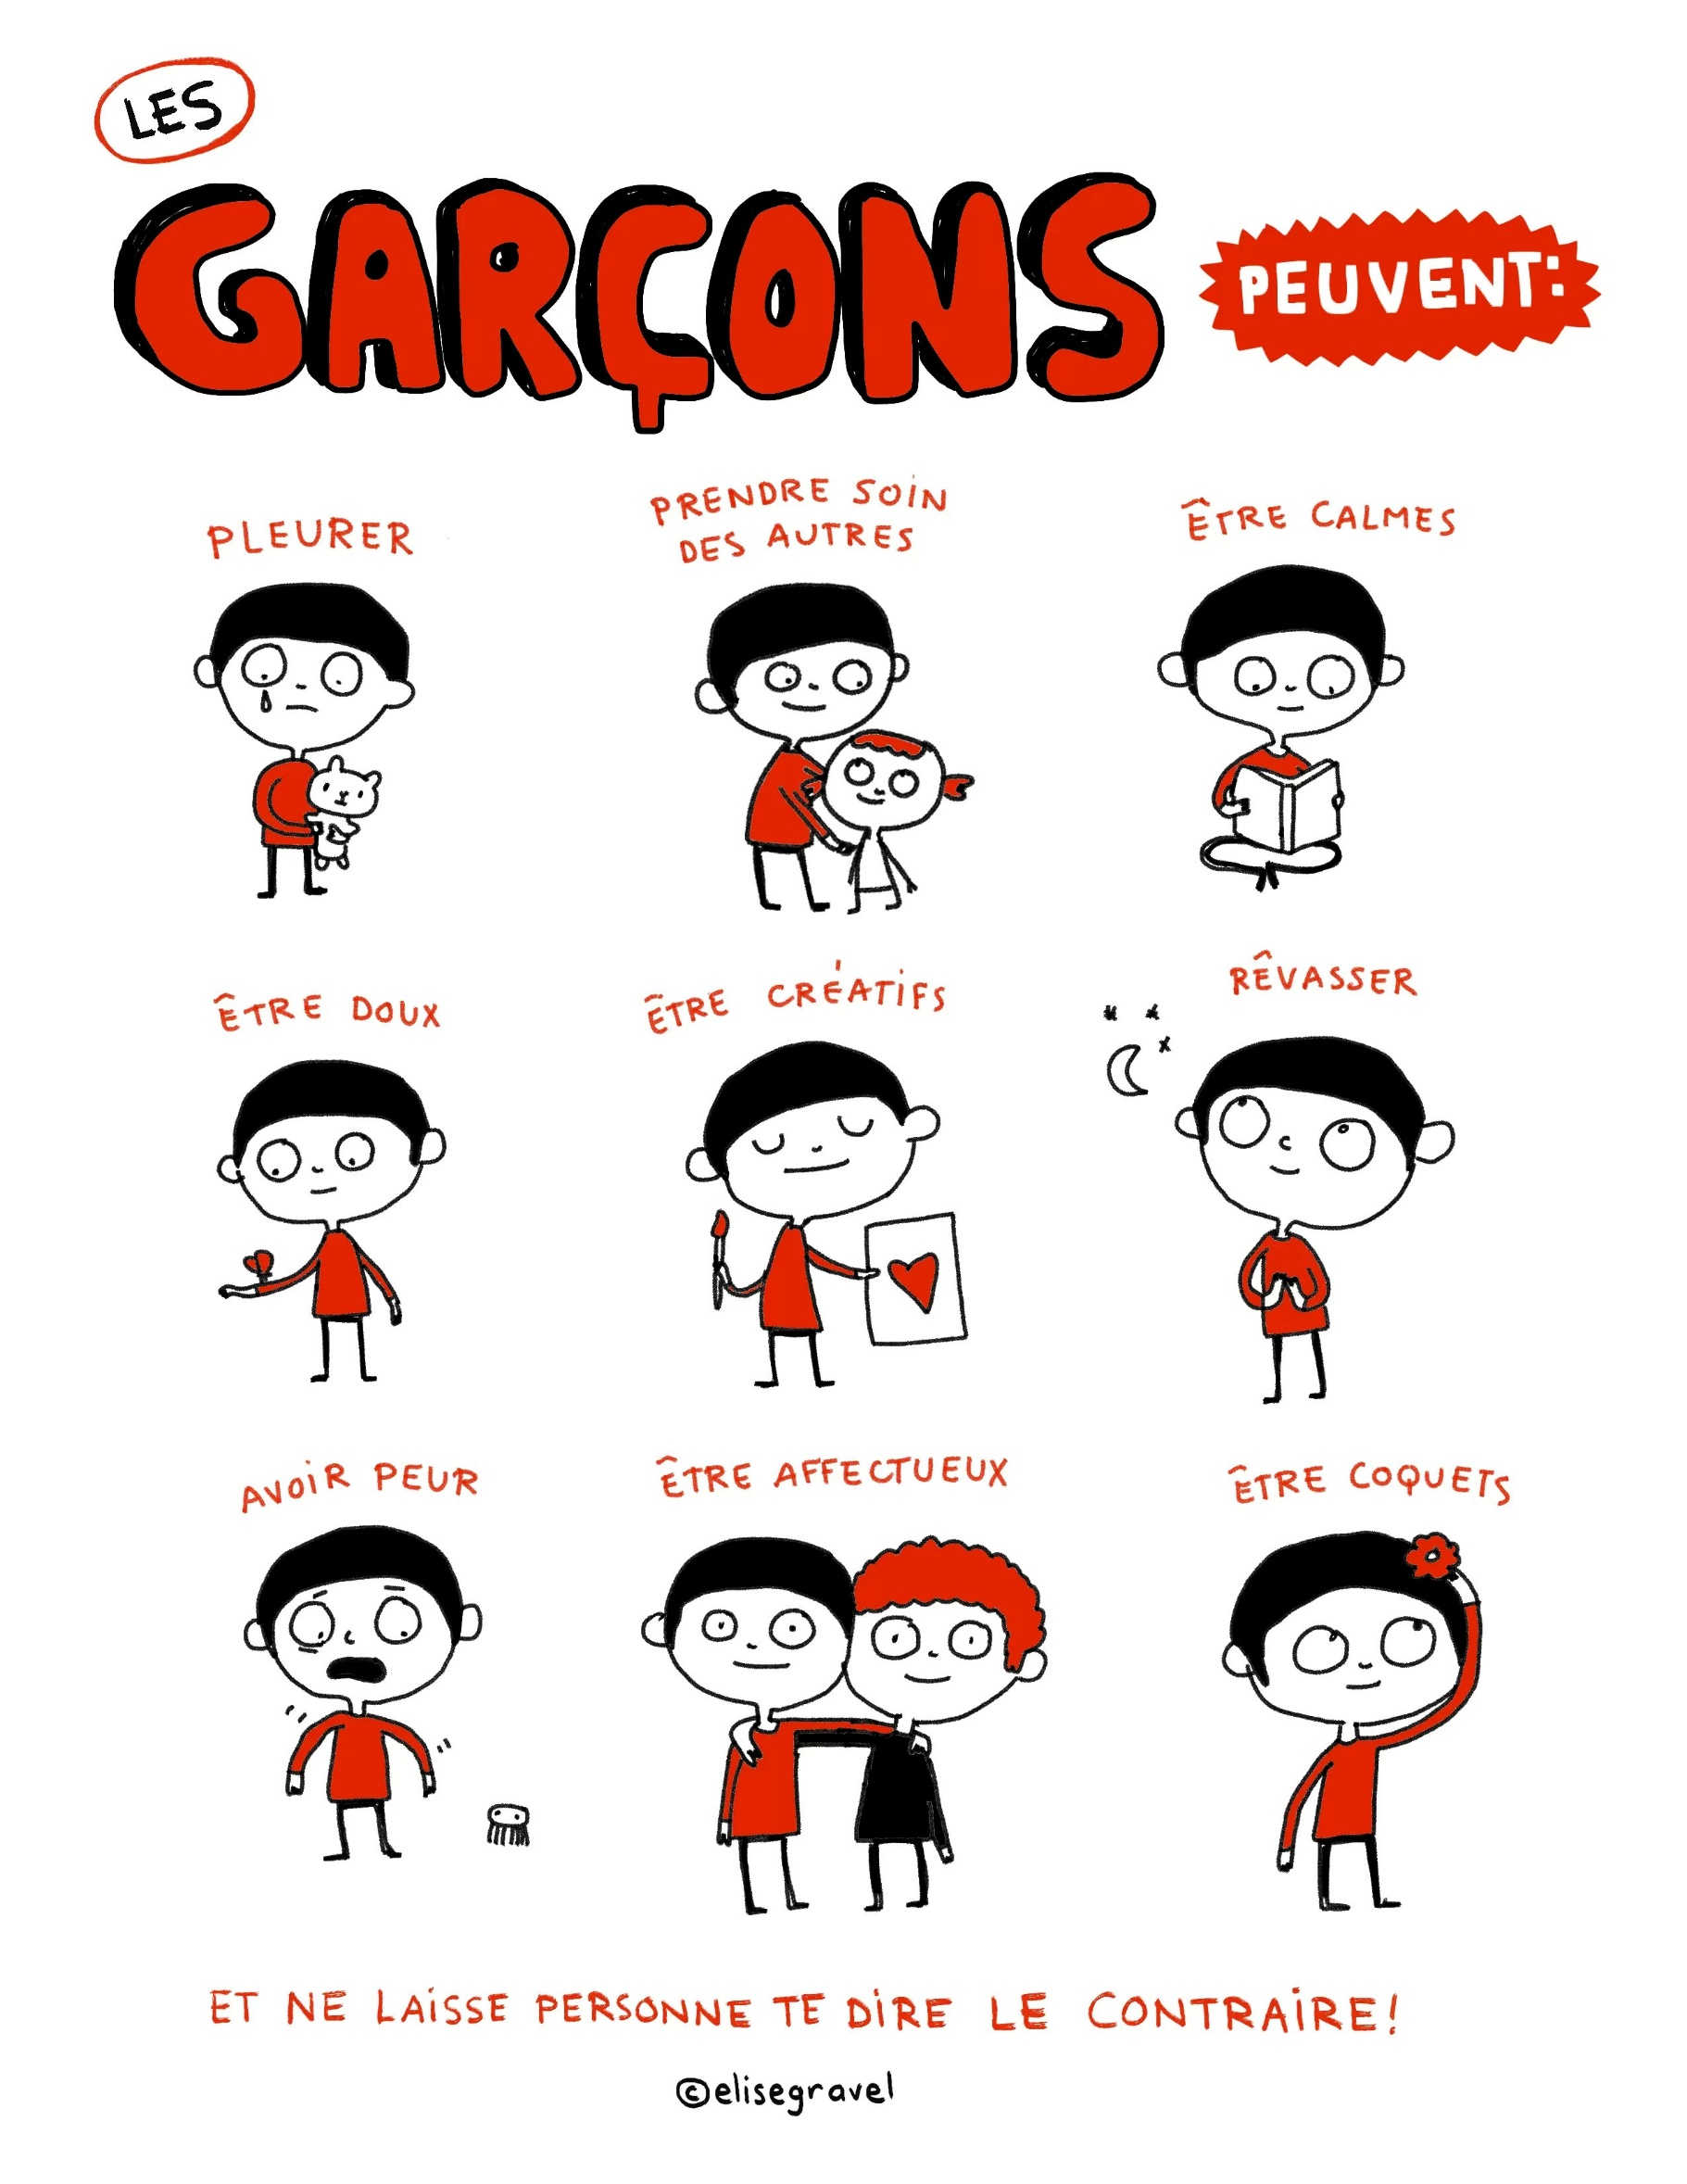 LES
GARÇONS
PEUVENT:
PLEURER
PRENDRE SOIN
DES AUTRES
ÊTRE CALMES
ÊTRE DOUX
ÊTRE CRÉATIFS
RÊVASSER
AVOIR PEUR
ÊTRE AFFECTUEUX
ÊTRE COQUETS
ET NE LAISSE PERSONNE TE DIRE LE CONTRAIRE!
©elisegravel